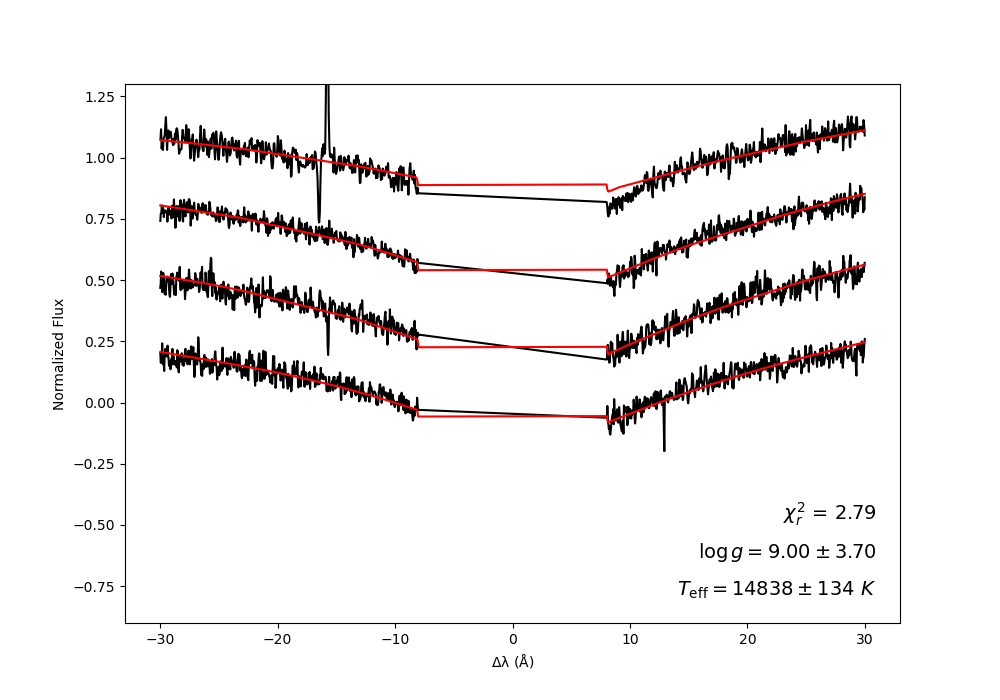 1.25
1.00
0.75
0.50
0.25
0.00
−0.25
−0.50
−0.75
Normalized Flux
χ²ᵣ = 2.79
log g = 9.00 ± 3.70
T_eff = 14838 ± 134 K
−30 −20 −10 0 10 20 30
Δλ (Å)